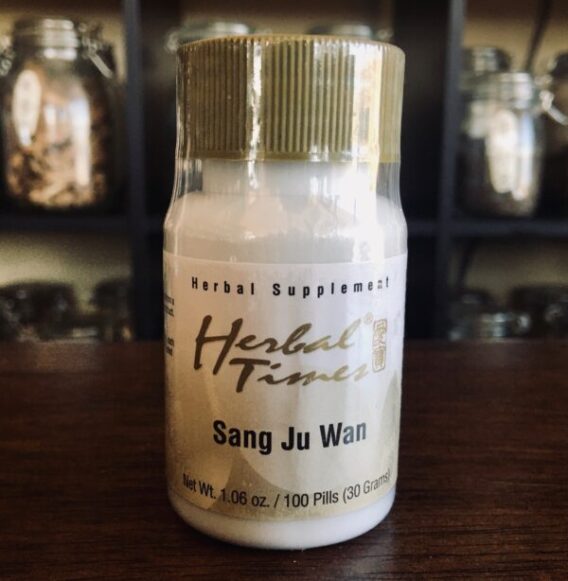 Herbal Supplement
Herbal®
Times
Sang Ju Wan
Net Wt. 1.06 oz. / 100 Pills (30 Grams)